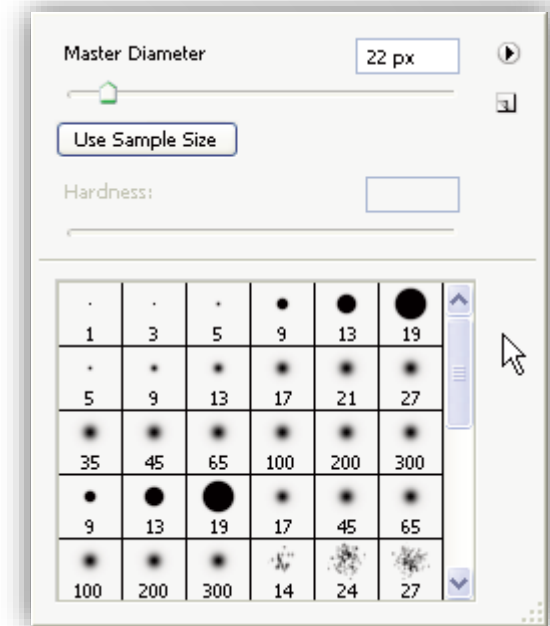 Master Diameter 22 px
Use Sample Size
Hardness:
1 3 5 9 13 19
5 9 13 17 21 27
35 45 65 100 200 300
9 13 19 17 45 65
100 200 300 14 24 27